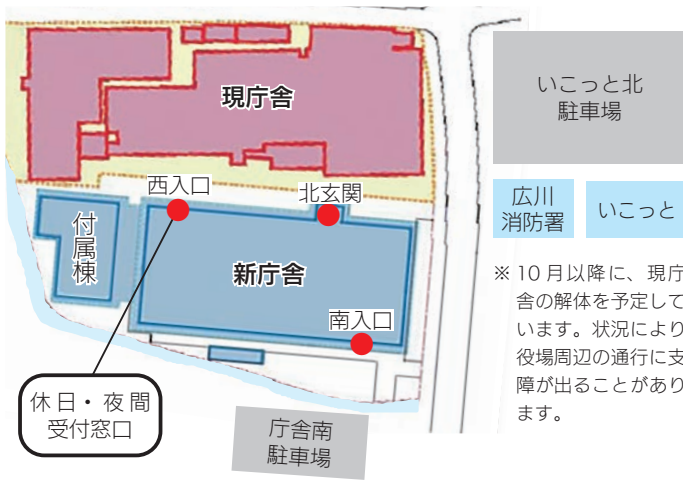 現庁舎
いこっと北
駐車場
西入口
北玄関
広川
消防署
いこっと
付属棟
新庁舎
南入口
※10月以降に、現庁
舎の解体を予定して
います。状況により
役場周辺の通行に支
障が出ることがあり
ます。
休日・夜間
受付窓口
庁舎南
駐車場